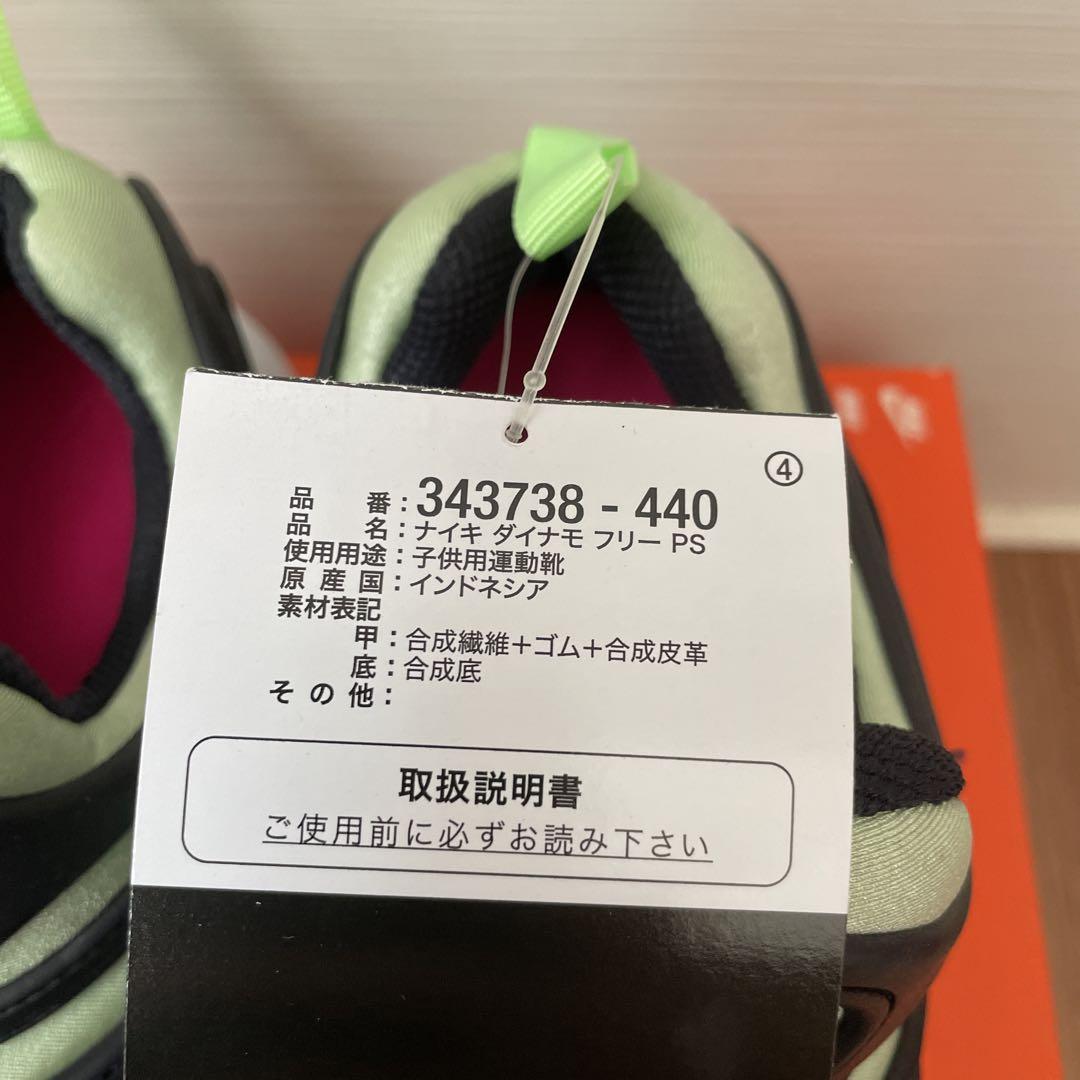 ④
品番：343738 - 440
品名：ナイキ ダイナモ フリー PS
使用用途：子供用運動靴
原産国：インドネシア
素材表記
甲：合成繊維＋ゴム＋合成皮革
底：合成底
その他：
取扱説明書
ご使用前に必ずお読み下さい